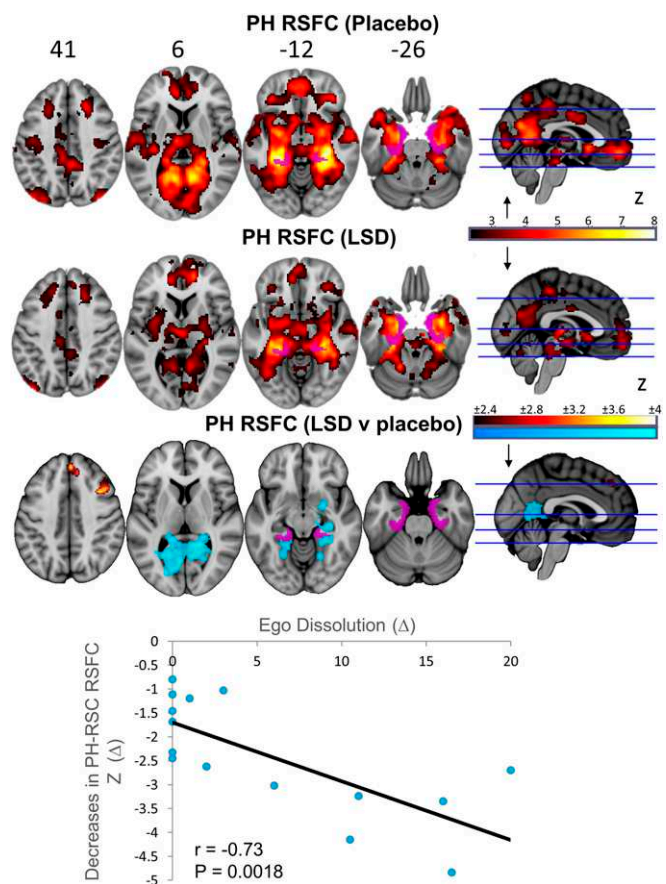 PH RSFC (Placebo)
41 6 -12 -26
Z
3 4 5 6 7 8
PH RSFC (LSD)
Z
±2.4 ±2.8 ±3.2 ±3.6 ±4
PH RSFC (LSD v placebo)
Ego Dissolution (Δ)
0 5 10 15 20
0
-0.5
-1
-1.5
-2
-2.5
-3
-3.5
-4
-4.5
-5
Decreases in PH-RSC RSFC
Z (Δ)
r = -0.73
P = 0.0018